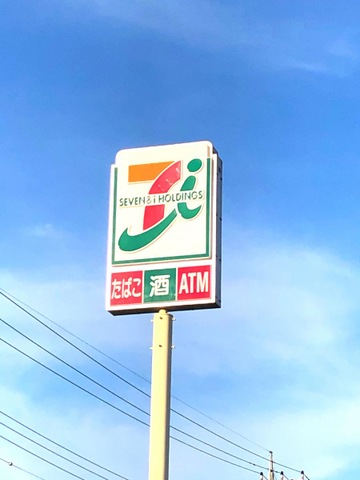 SEVEN & i HOLDINGS
たばこ 酒 ATM